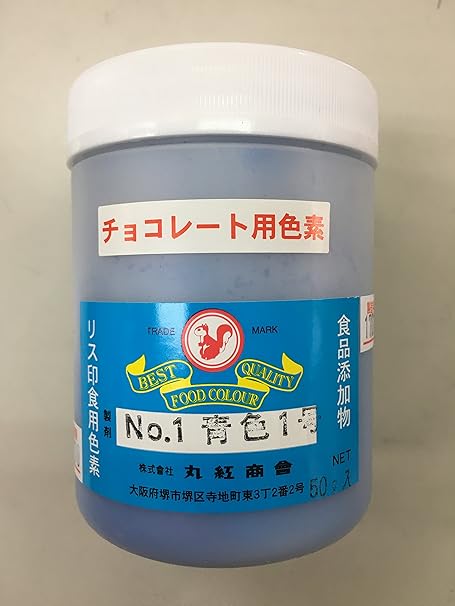 チョコレート用色素
リス印食用色素
TRADE MARK
BEST QUALITY
FOOD COLOUR
製剤
No.1 青色1号
株式会社 丸紅商會
大阪府堺市堺区寺地町東3丁2番2号
食品添加物
NET
50g入